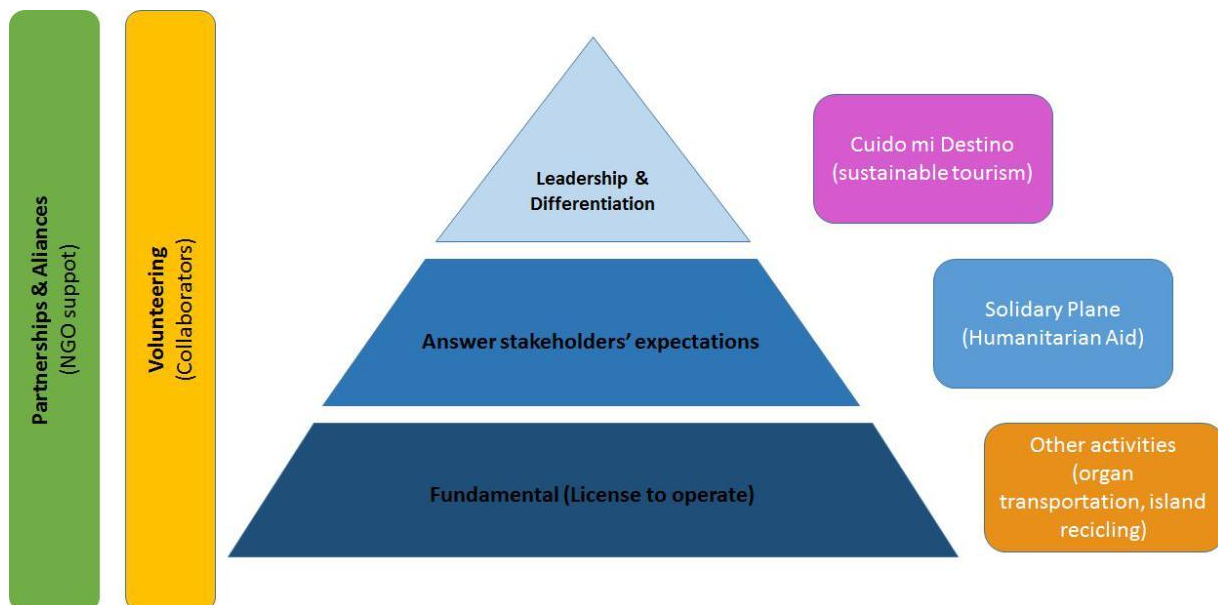 Partnerships & Aliances
(NGO suppot)
Volunteering
(Collaborators)
Leadership &
Differentiation
Answer stakeholders’ expectations
Fundamental (License to operate)
Cuido mi Destino
(sustainable tourism)
Solidary Plane
(Humanitarian Aid)
Other activities
(organ
transportation, island
recicling)